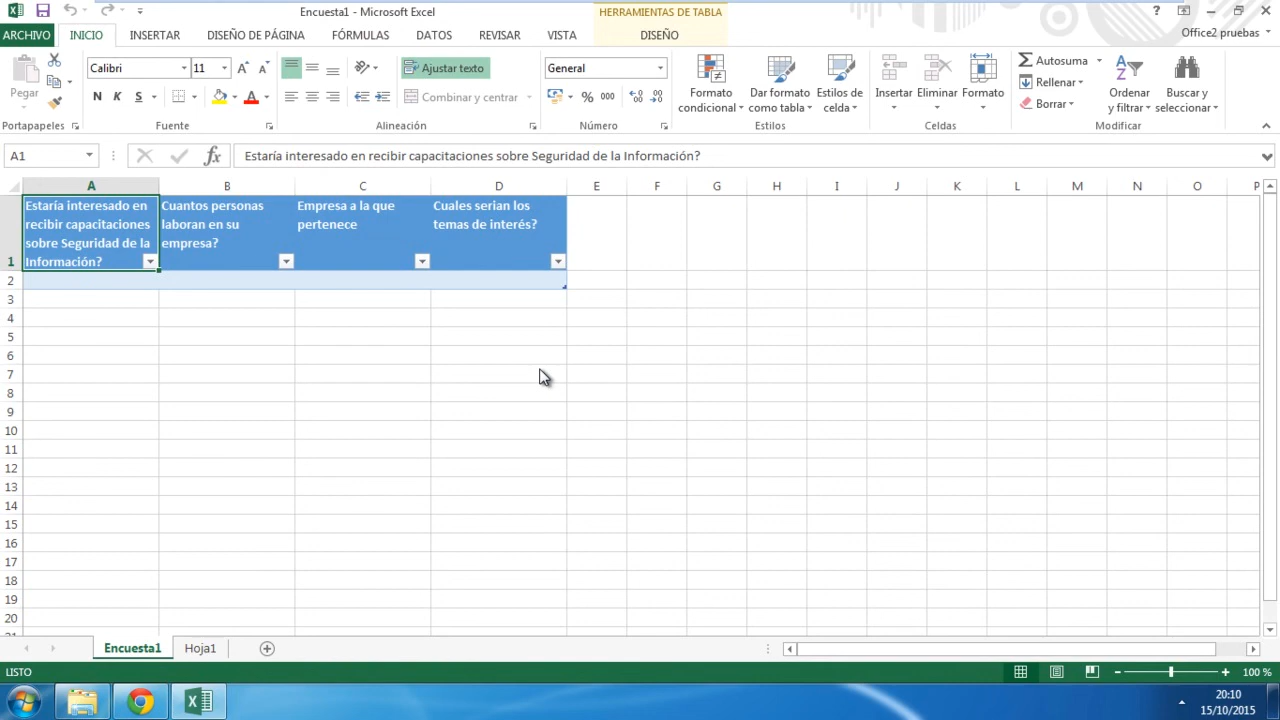 Encuesta1 - Microsoft Excel
HERRAMIENTAS DE TABLA
?
ARCHIVO INICIO INSERTAR DISEÑO DE PÁGINA FÓRMULAS DATOS REVISAR VISTA DISEÑO Office2 pruebas
Pegar
Calibri 11
N K S
Ajustar texto
Combinar y centrar
General
% 000
Formato condicional
Dar formato como tabla
Estilos de celda
Insertar
Eliminar
Formato
Autosuma
Rellenar
Borrar
Ordenar y filtrar
Buscar y seleccionar
Portapapeles Fuente Alineación Número Estilos Celdas Modificar
A1 fx Estaría interesado en recibir capacitaciones sobre Seguridad de la Información?
A B C D E F G H I J K L M N O P
Estaría interesado en
recibir capacitaciones
sobre Seguridad de la
Información?
Cuantos personas
laboran en su
empresa?
Empresa a la que
pertenece
Cuales serian los
temas de interés?
1
2
3
4
5
6
7
8
9
10
11
12
13
14
15
16
17
18
19
20
21
Encuesta1 Hoja1
LISTO 100 %
20:10
15/10/2015